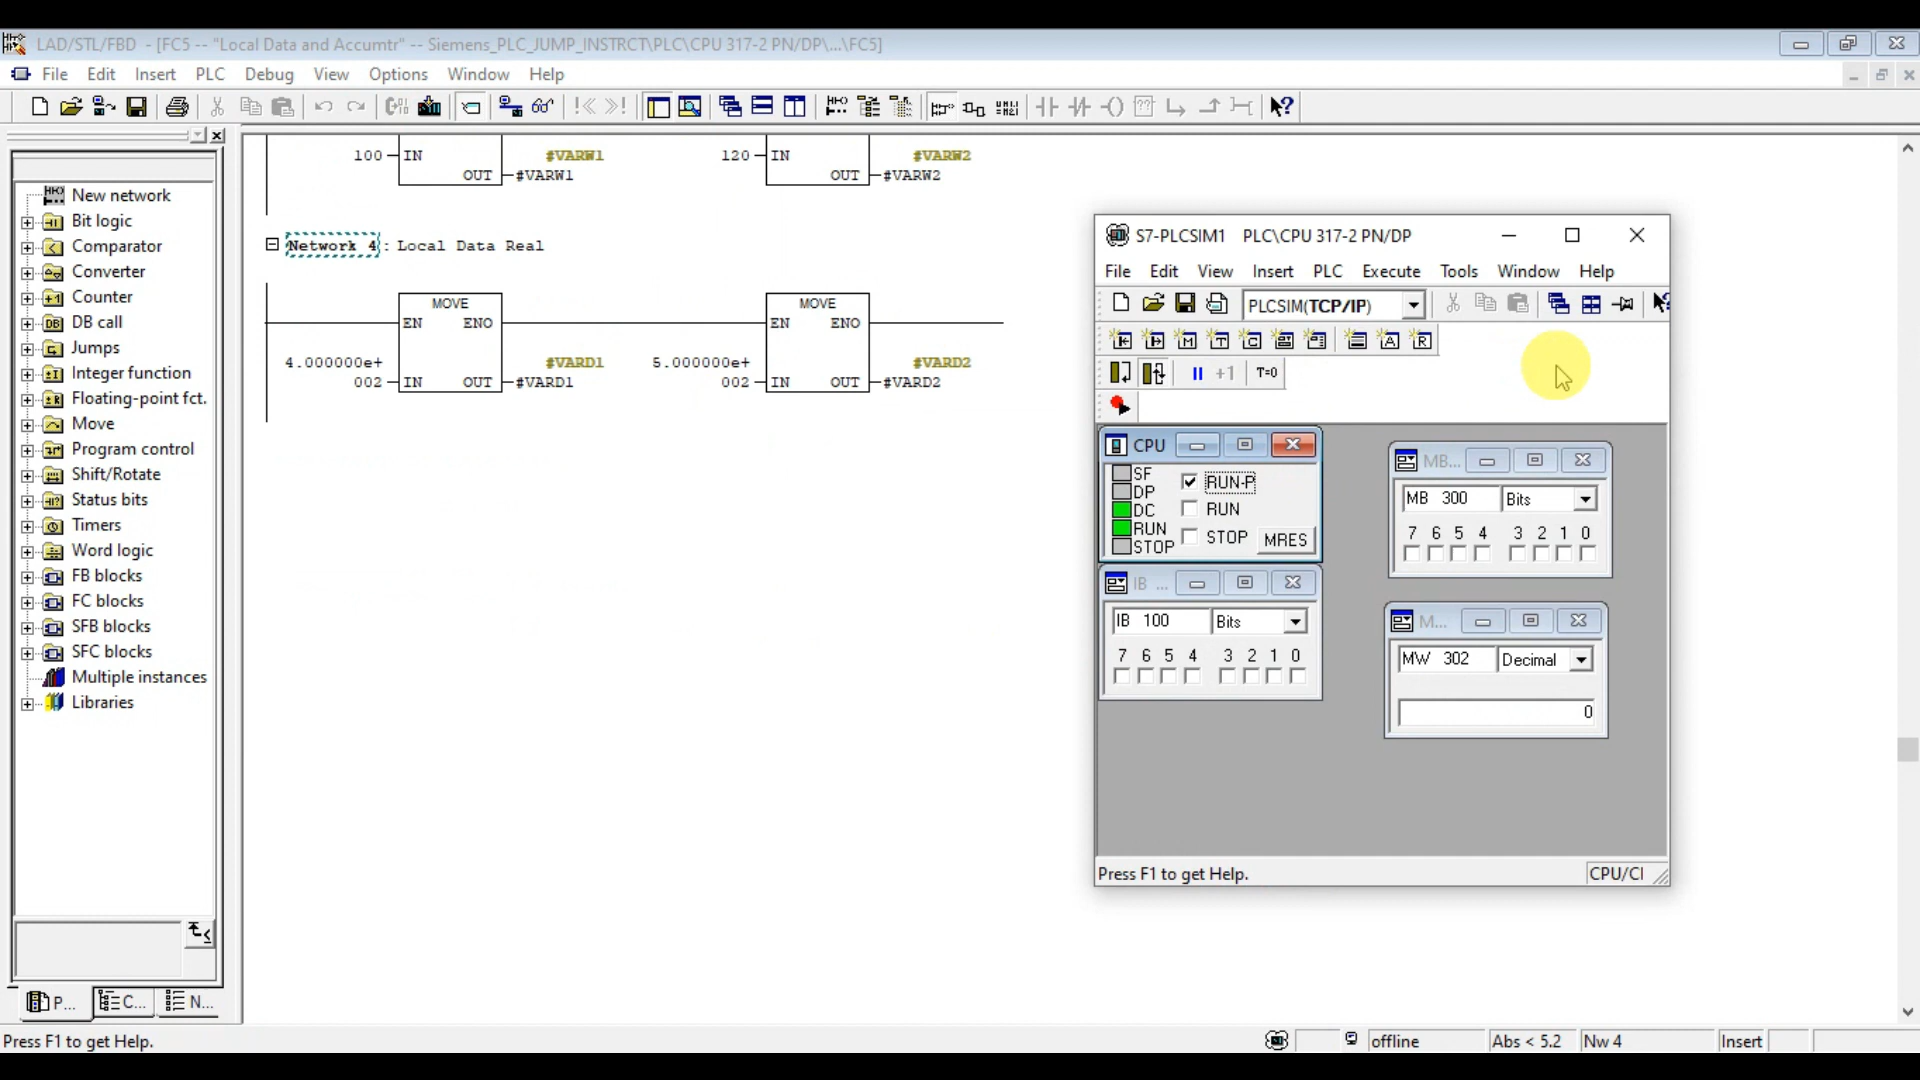 LAD/STL/FBD - [FC5 -- "Local Data and Accumtr" -- Siemens_PLC_JUMP_INSTRCT\PLC\CPU 317-2 PN/DP\...\FC5]
File Edit Insert PLC Debug View Options Window Help
New network
Bit logic
Comparator
Converter
Counter
DB call
Jumps
Integer function
Floating-point fct.
Move
Program control
Shift/Rotate
Status bits
Timers
Word logic
FB blocks
FC blocks
SFB blocks
SFC blocks
Multiple instances
Libraries
P... C... N...
100 IN #VARW1 120 IN #VARW2
OUT #VARW1 OUT #VARW2
Network 4: Local Data Real
MOVE MOVE
EN ENO EN ENO
4.000000e+ #VARD1 5.000000e+ #VARD2
002 IN OUT #VARD1 002 IN OUT #VARD2
S7-PLCSIM1 PLC\CPU 317-2 PN/DP
File Edit View Insert PLC Execute Tools Window Help
PLCSIM(TCP/IP)
+1 T=0
CPU
SF
DP
DC
RUN
STOP
RUN-P
RUN
STOP MRES
MB...
MB 300 Bits
7 6 5 4 3 2 1 0
IB ...
IB 100 Bits
7 6 5 4 3 2 1 0
M...
MW 302 Decimal
0
Press F1 to get Help. CPU/CI
Press F1 to get Help. offline Abs < 5.2 Nw 4 Insert